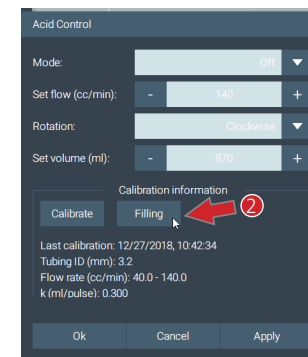 Acid Control
Mode: Off
Set flow (cc/min): - 140 +
Rotation: Clockwise
Set volume (ml): - 870 +
Calibration information
Calibrate Filling 2
Last calibration: 12/27/2018, 10:42:34
Tubing ID (mm): 3.2
Flow rate (cc/min): 40.0 - 140.0
k (ml/pulse): 0.300
Ok Cancel Apply